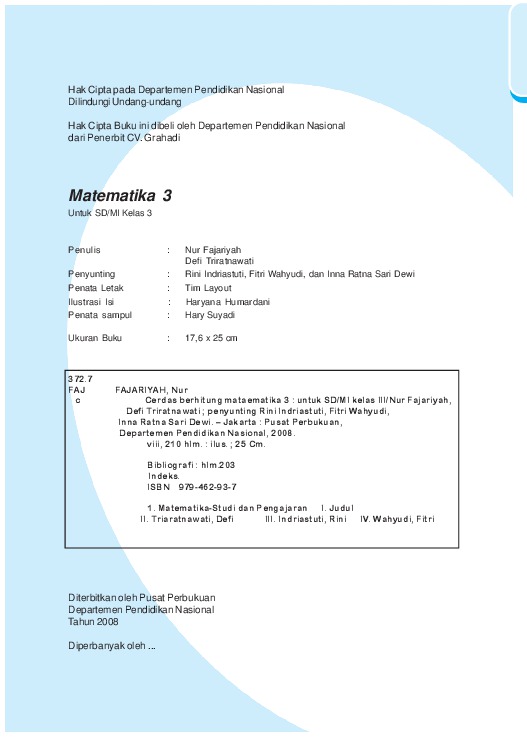 Hak Cipta pada Departemen Pendidikan Nasional
Dilindungi Undang-undang
Hak Cipta Buku ini dibeli oleh Departemen Pendidikan Nasional
dari Penerbit CV. Grahadi
Matematika 3
Untuk SD/MI Kelas 3
Penulis : Nur Fajariyah
Defi Triratnawati
Penyunting : Rini Indriastuti, Fitri Wahyudi, dan Inna Ratna Sari Dewi
Penata Letak : Tim Layout
Ilustrasi Isi : Haryana Humardani
Penata sampul : Hary Suyadi
Ukuran Buku : 17,6 x 25 cm
372.7
FAJ FAJARIYAH, Nur
c Cerdas berhitung mataematika 3 : untuk SD/MI kelas III/Nur Fajariyah,
Defi Triratnawati ; penyunting Rini Indriastuti, Fitri Wahyudi,
Inna Ratna Sari Dewi. – Jakarta : Pusat Perbukuan,
Departemen Pendidikan Nasional, 2008.
viii, 210 hlm. : ilus. ; 25 Cm.
Bibliografi : hlm.203
Indeks.
ISBN 979-462-93-7
1. Matematika-Studi dan Pengajaran I. Judul
II. Triaratnawati, Defi III. Indriastuti, Rini IV. Wahyudi, Fitri
Diterbitkan oleh Pusat Perbukuan
Departemen Pendidikan Nasional
Tahun 2008
Diperbanyak oleh ...